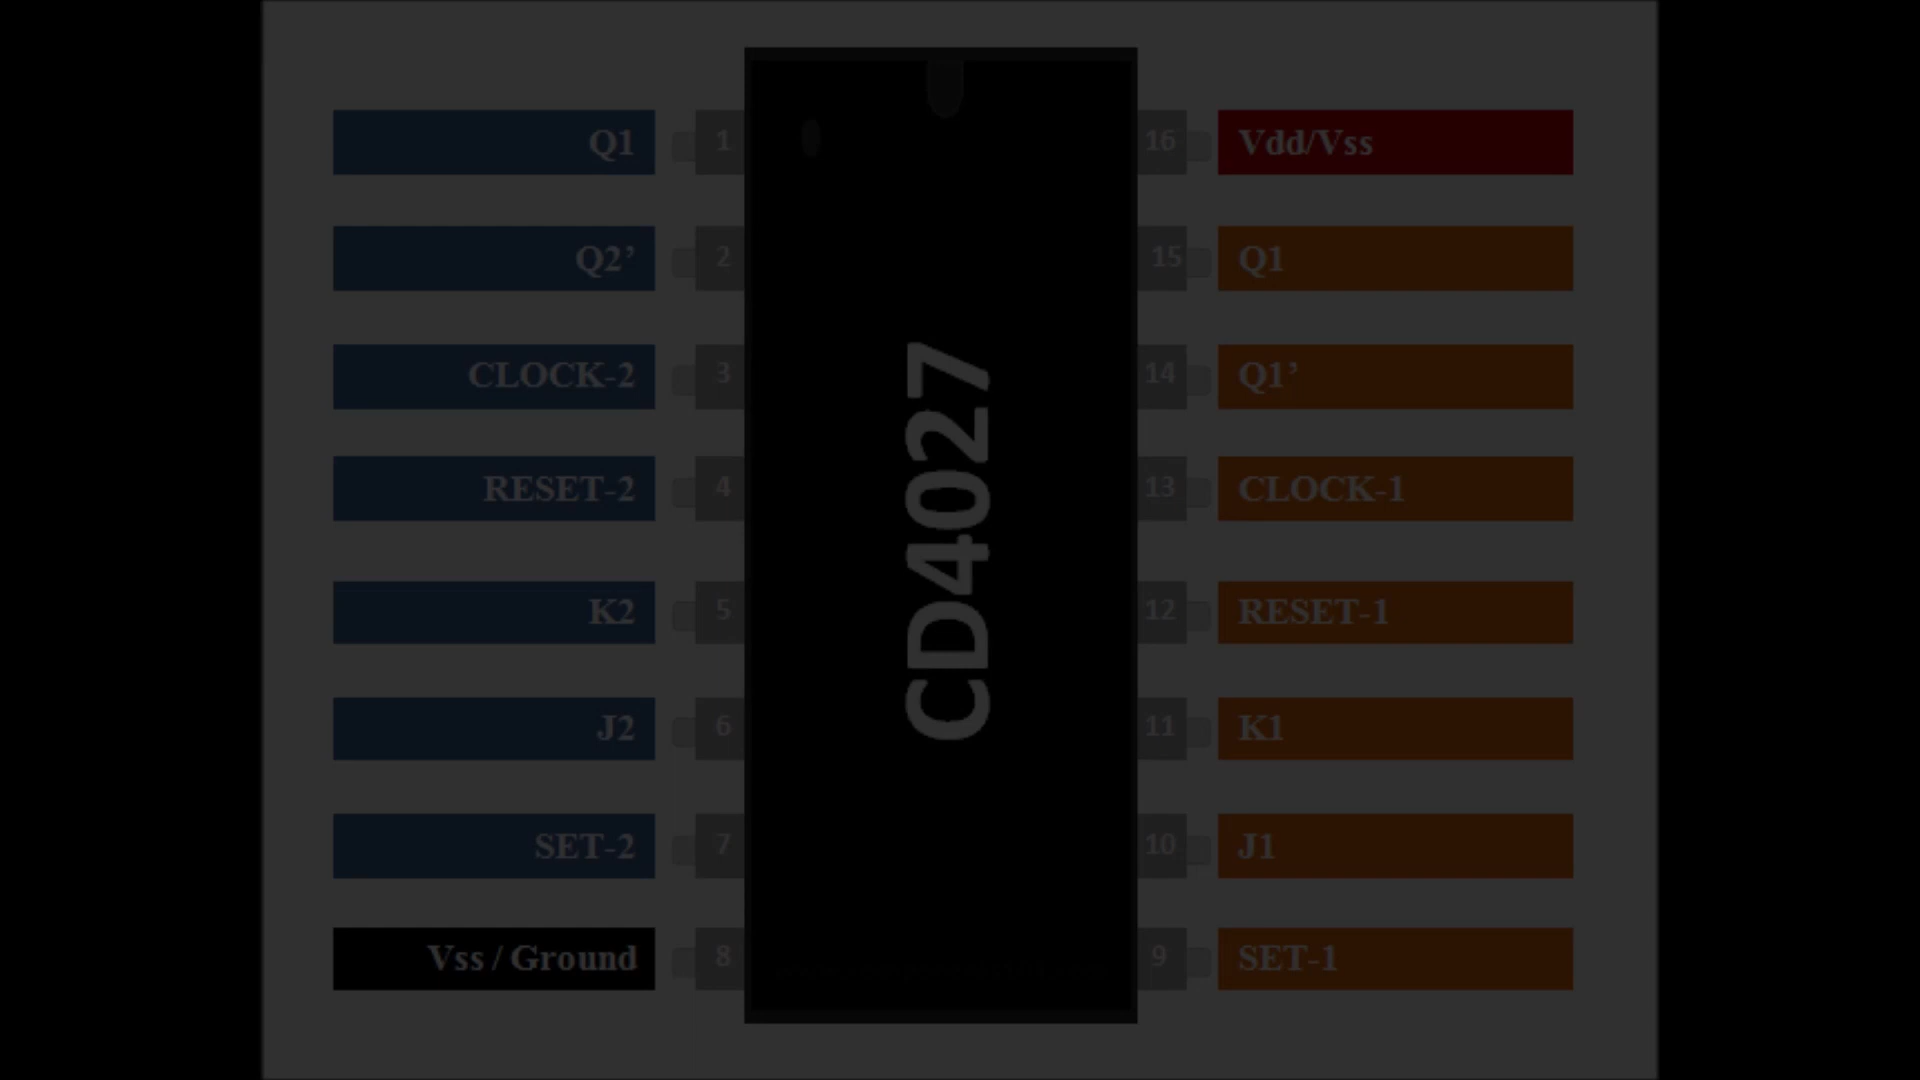 Q1 1 16 Vdd/Vss
Q2’ 2 15 Q1
CLOCK-2 3 14 Q1’
RESET-2 4 13 CLOCK-1
K2 5 12 RESET-1
J2 6 11 K1
SET-2 7 10 J1
Vss / Ground 8 9 SET-1
CD4027